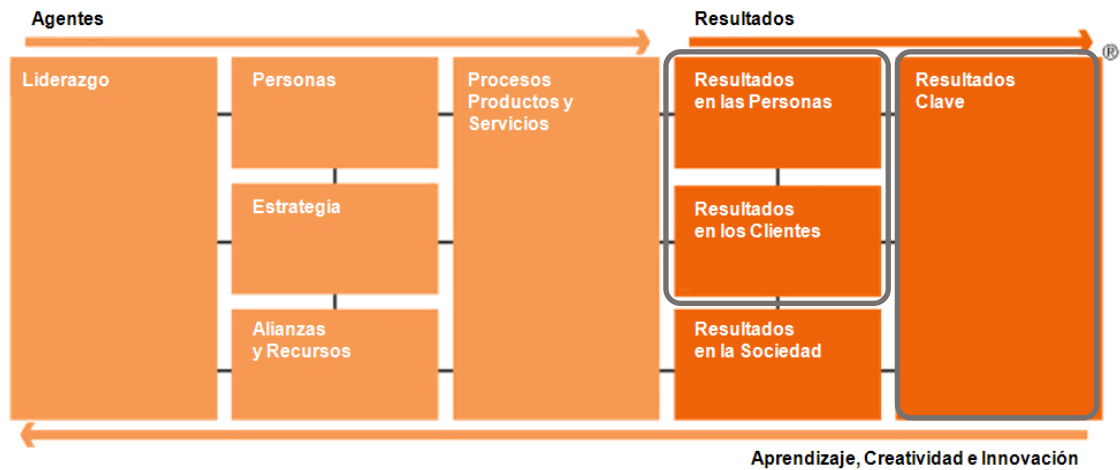 Agentes
Resultados
®
Liderazgo
Personas
Procesos
Productos y
Servicios
Resultados
en las Personas
Resultados
Clave
Estrategia
Resultados
en los Clientes
Alianzas
y Recursos
Resultados
en la Sociedad
Aprendizaje, Creatividad e Innovación